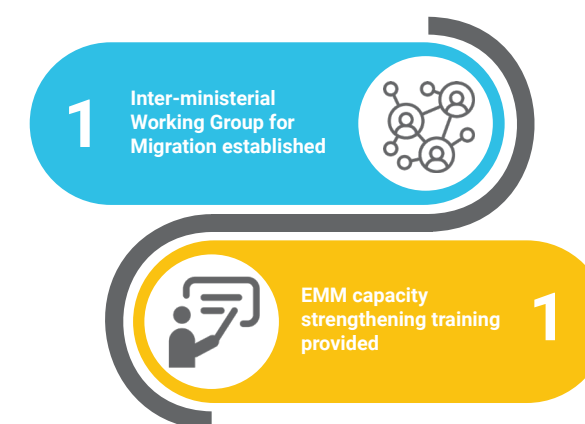 1
Inter-ministerial
Working Group for
Migration established
EMM capacity
strengthening training
provided
1